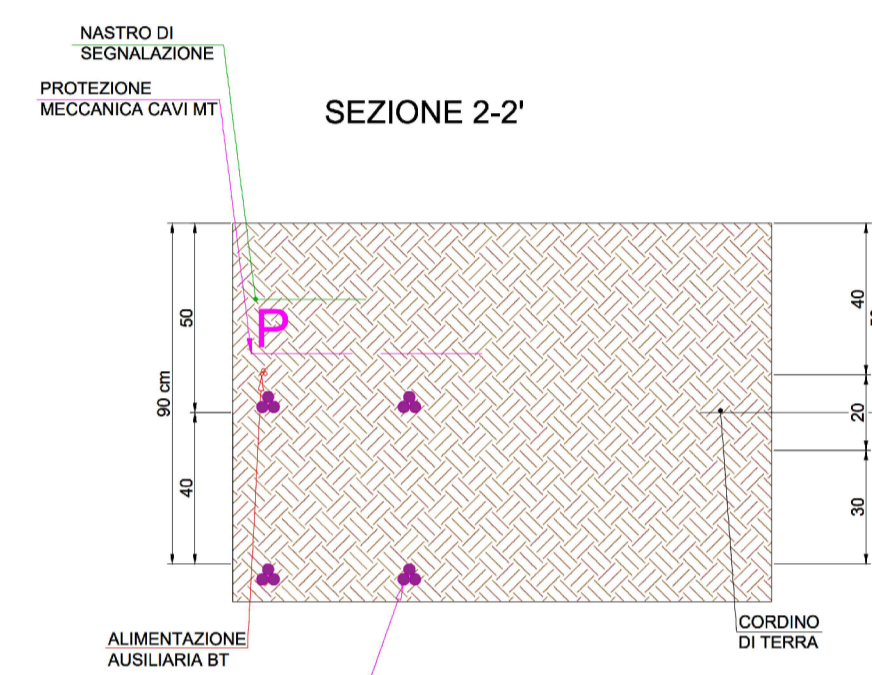 NASTRO DI
SEGNALAZIONE
PROTEZIONE
MECCANICA CAVI MT
SEZIONE 2-2'
50
90 cm
40
P
40
20
30
ALIMENTAZIONE
AUSILIARIA BT
CORDINO
DI TERRA